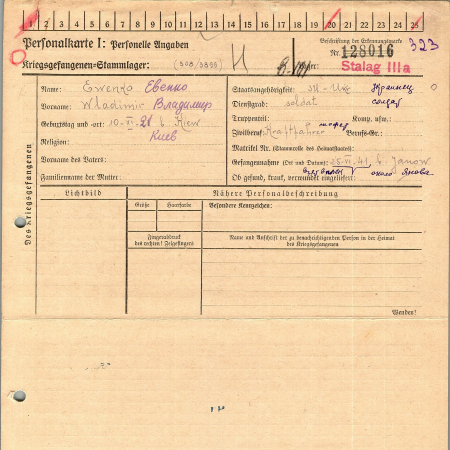 1 2 3 4 5 6 7 8 9 10 11 12 13 14 15 16 17 18 19 20 21 22 23 24 25
Personalkarte I: Personelle Angaben
Kriegsgefangenen-Stammlager:
H
Beschriftung der Erkennungsmarke
Nr. 128016
323
Stalag IIIa
Des Kriegsgefangenen
Name: Ewenko Евенко
Vorname: Wladimir Владимир
Geburtstag und -ort: 10-VI-21 b Kiew
Киев
Religion:
Vorname des Vaters:
Familienname der Mutter:
Staatsangehörigkeit: Украинец
Dienstgrad: soldat солдат
Truppenteil: Komp. usw.:
Zivilberuf: Kraftfahrer шофер Berufs-Gr.:
Matrikel Nr. (Stammrolle des Heimatstaates):
Gefangennahme (Ort und Datum): 25-VI-41 b Janow
Ob gesund, krank, verwundet eingeliefert: около Янова
Lichtbild
Nähere Personalbeschreibung
Größe
Haarfarbe
Besondere Kennzeichen:
Fingerabdruck
des rechten! Zeigefingers
Name und Anschrift der zu benachrichtigenden Person in der Heimat
des Kriegsgefangenen
Wenden!